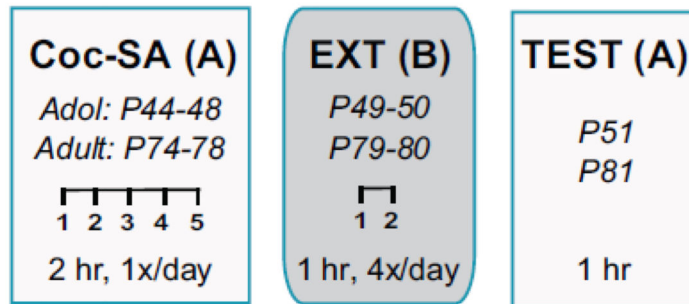 Coc-SA (A)
Adol: P44-48
Adult: P74-78
1 2 3 4 5
2 hr, 1x/day
EXT (B)
P49-50
P79-80
1 2
1 hr, 4x/day
TEST (A)
P51
P81
1 hr